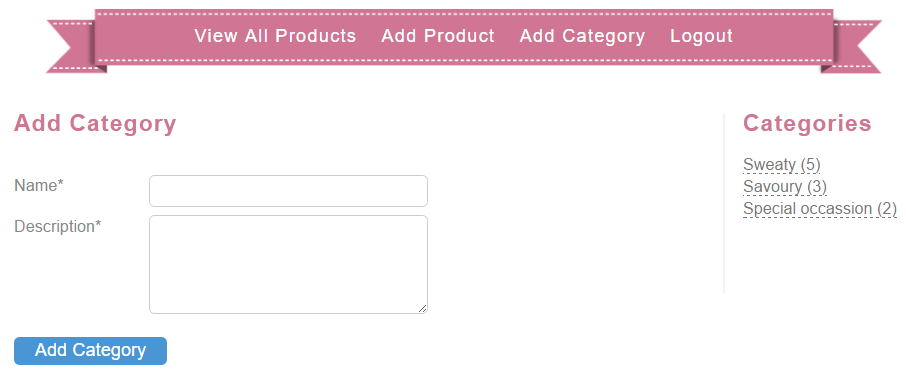 View All Products Add Product Add Category Logout
Add Category
Name*
Description*
Add Category
Categories
Sweaty (5)
Savoury (3)
Special occassion (2)